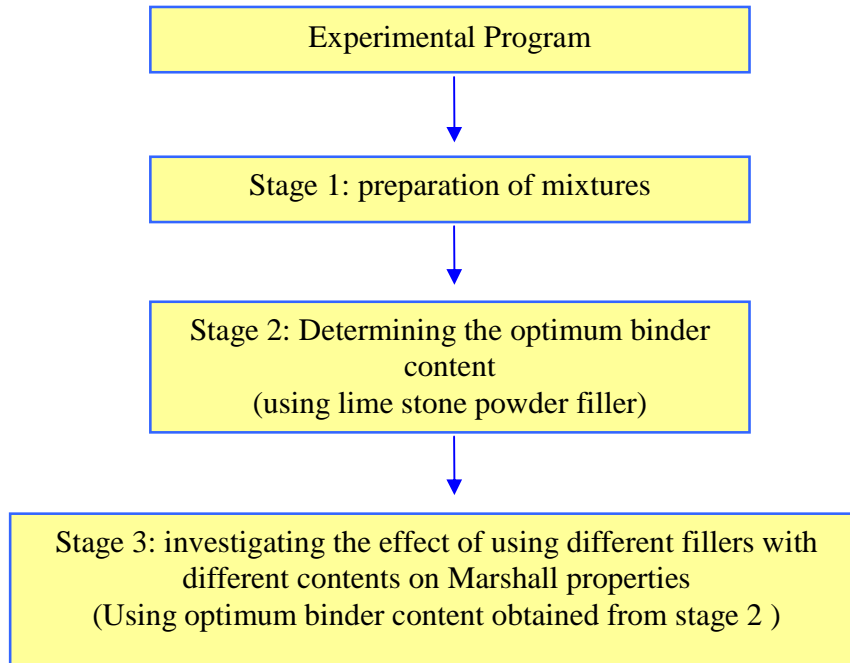 Experimental Program
Stage 1: preparation of mixtures
Stage 2: Determining the optimum binder
content
(using lime stone powder filler)
Stage 3: investigating the effect of using different fillers with
different contents on Marshall properties
(Using optimum binder content obtained from stage 2 )